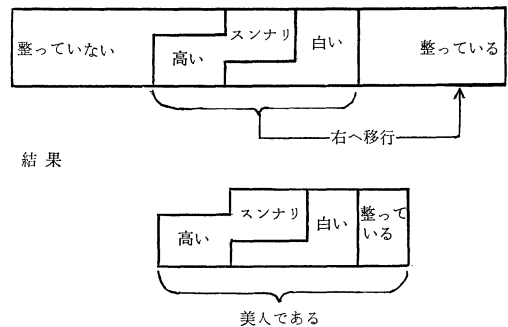 整っていない
高い
スンナリ
白い
整っている
右へ移行
結果
高い
スンナリ
白い
整って
いる
美人である